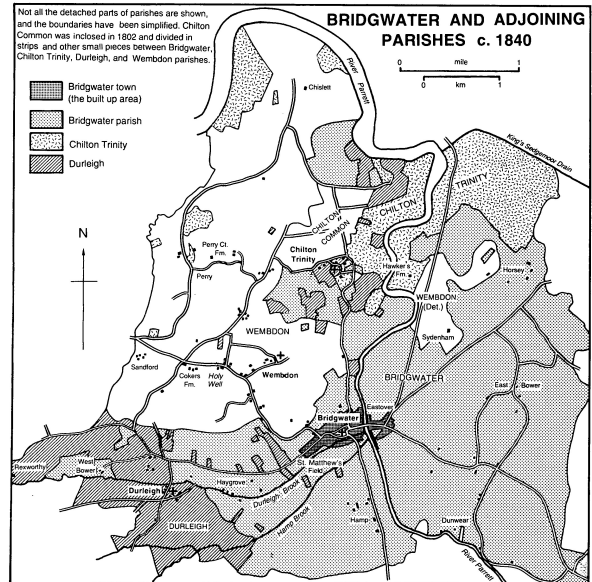 Not all the detached parts of parishes are shown,
and the boundaries have been simplified. Chilton
Common was inclosed in 1802 and divided in
strips and other small pieces between Bridgwater,
Chilton Trinity, Durleigh, and Wembdon parishes.
BRIDGWATER AND ADJOINING
PARISHES c. 1840
0 mile 1
0 km 1
Bridgwater town
(the built up area)
Bridgwater parish
Chilton Trinity
Durleigh
N
River
Parrett
Chislett
King's Sedgemoor Drain
CHILTON
TRINITY
CHILTON
COMMON
Chilton
Trinity
Perry Ct.
Fm.
Perry
Hawker's
Fm.
Horsey
WEMBDON
(Det.)
Sydenham
WEMBDON
Sandford
Cokers
Fm.
Holy
Well
Wembdon
BRIDGWATER
East
Bower
Bridgwater
Eastover
St. Matthew's
Field
Rexworthy
West
Bower
Haygrove
Durleigh
Durleigh Brook
Hamp Brook
DURLEIGH
Hamp
Dunwear
River Parrett